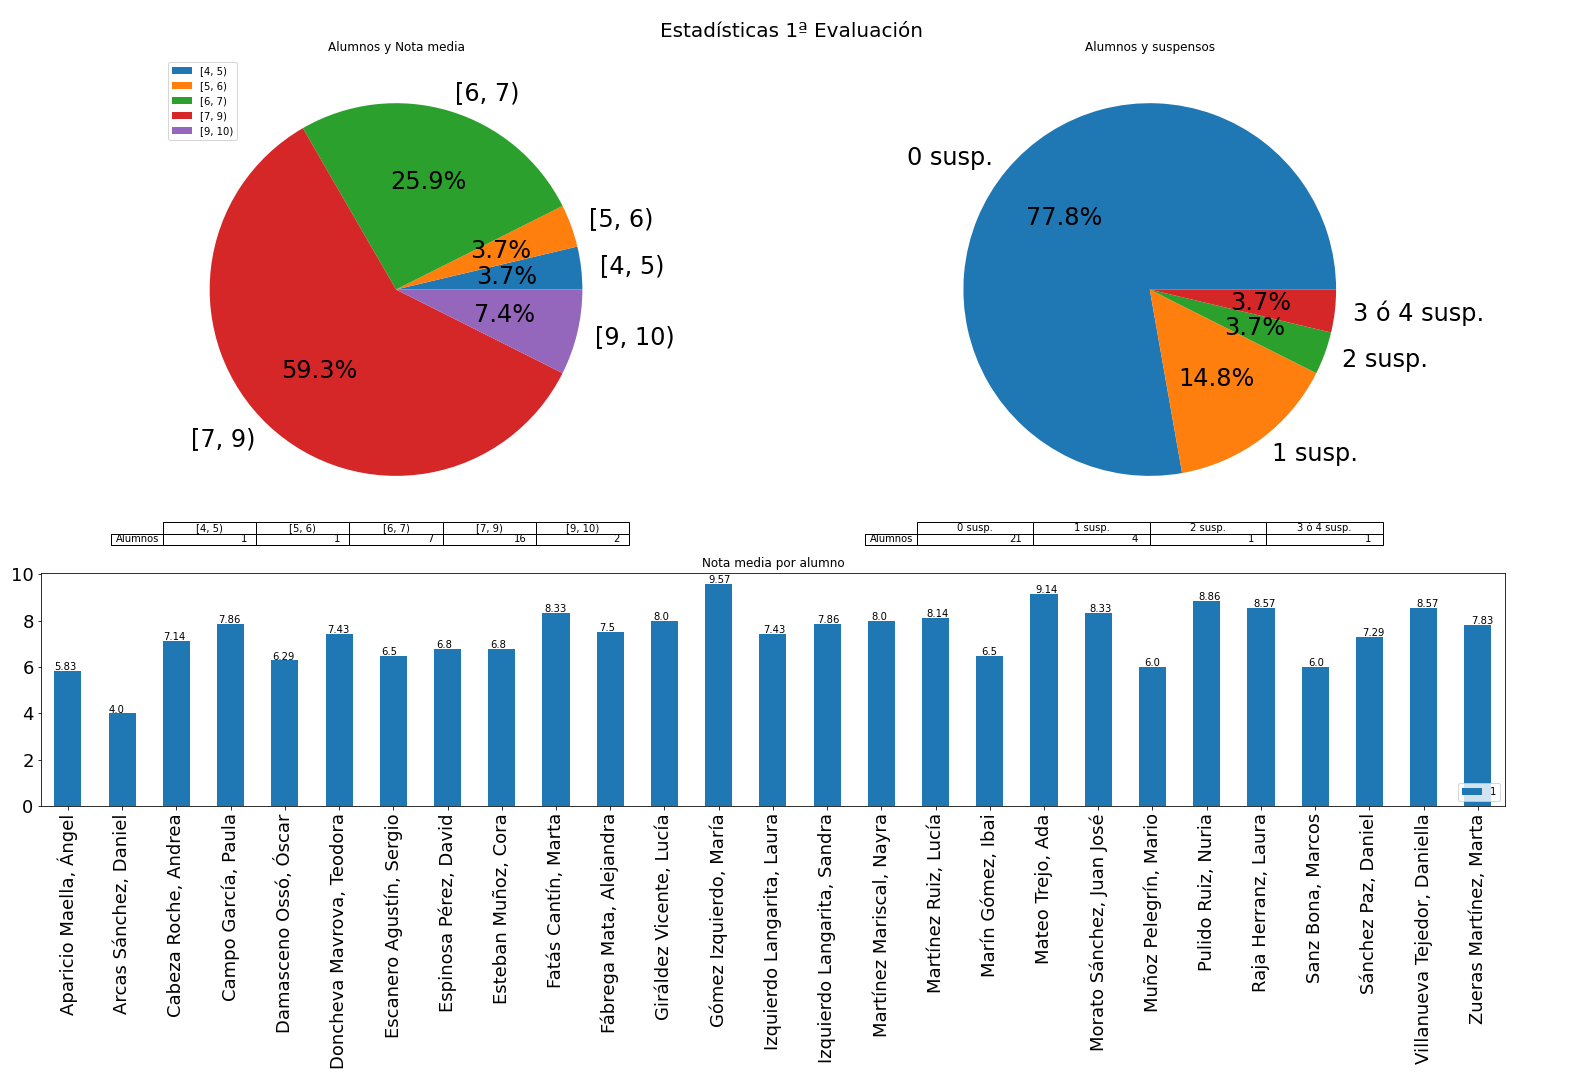 Estadísticas 1ª Evaluación
Alumnos y Nota media
[4, 5)
[5, 6)
[6, 7)
[7, 9)
[9, 10)
[6, 7)
25.9%
[5, 6)
3.7%
[4, 5)
3.7%
7.4%
[9, 10)
59.3%
[7, 9)
Alumnos y suspensos
0 susp.
77.8%
3.7%
3 ó 4 susp.
3.7%
2 susp.
14.8%
1 susp.
[4, 5) [5, 6) [6, 7) [7, 9) [9, 10)
Alumnos 1 1 7 16 2
0 susp. 1 susp. 2 susp. 3 ó 4 susp.
Alumnos 21 4 1 1
Nota media por alumno
10
8
6
4
2
0
5.83
4.0
7.14
7.86
6.29
7.43
6.5
6.8
6.8
8.33
7.5
8.0
9.57
7.43
7.86
8.0
8.14
6.5
9.14
8.33
6.0
8.86
8.57
6.0
7.29
8.57
7.83
1
Aparicio Maella, Ángel
Arcas Sánchez, Daniel
Cabeza Roche, Andrea
Campo García, Paula
Damasceno Ossó, Óscar
Doncheva Mavrova, Teodora
Escanero Agustín, Sergio
Espinosa Pérez, David
Esteban Muñoz, Cora
Fatás Cantín, Marta
Fábrega Mata, Alejandra
Giráldez Vicente, Lucía
Gómez Izquierdo, María
Izquierdo Langarita, Laura
Izquierdo Langarita, Sandra
Martínez Mariscal, Nayra
Martínez Ruiz, Lucía
Marín Gómez, Ibai
Mateo Trejo, Ada
Morato Sánchez, Juan José
Muñoz Pelegrín, Mario
Pulido Ruiz, Nuria
Raja Herranz, Laura
Sanz Bona, Marcos
Sánchez Paz, Daniel
Villanueva Tejedor, Daniella
Zueras Martínez, Marta